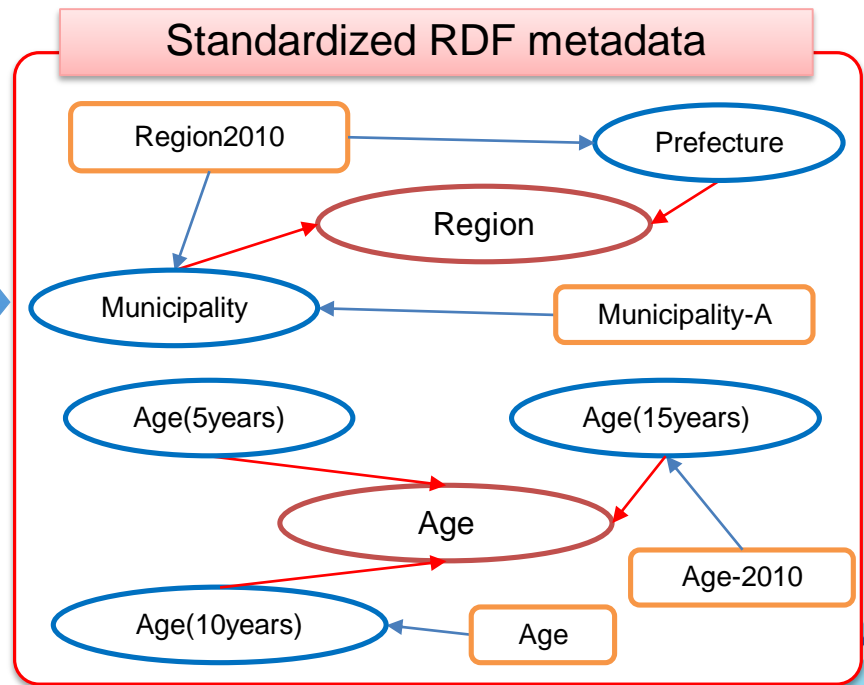 Standardized RDF metadata
Region2010
Prefecture
Region
Municipality
Municipality-A
Age(5years)
Age(15years)
Age
Age-2010
Age(10years)
Age